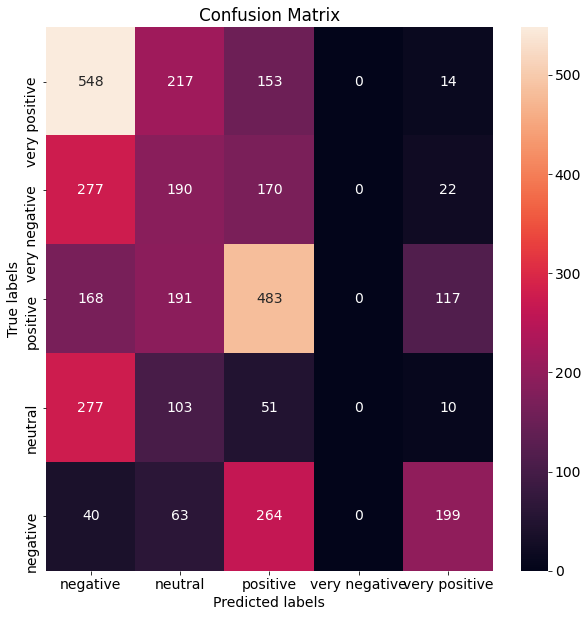 Confusion Matrix
True labels
very positive
548 217 153 0 14
very negative
277 190 170 0 22
positive
168 191 483 0 117
neutral
277 103 51 0 10
negative
40 63 264 0 199
negative neutral positive very negative very positive
Predicted labels
500
400
300
200
100
0